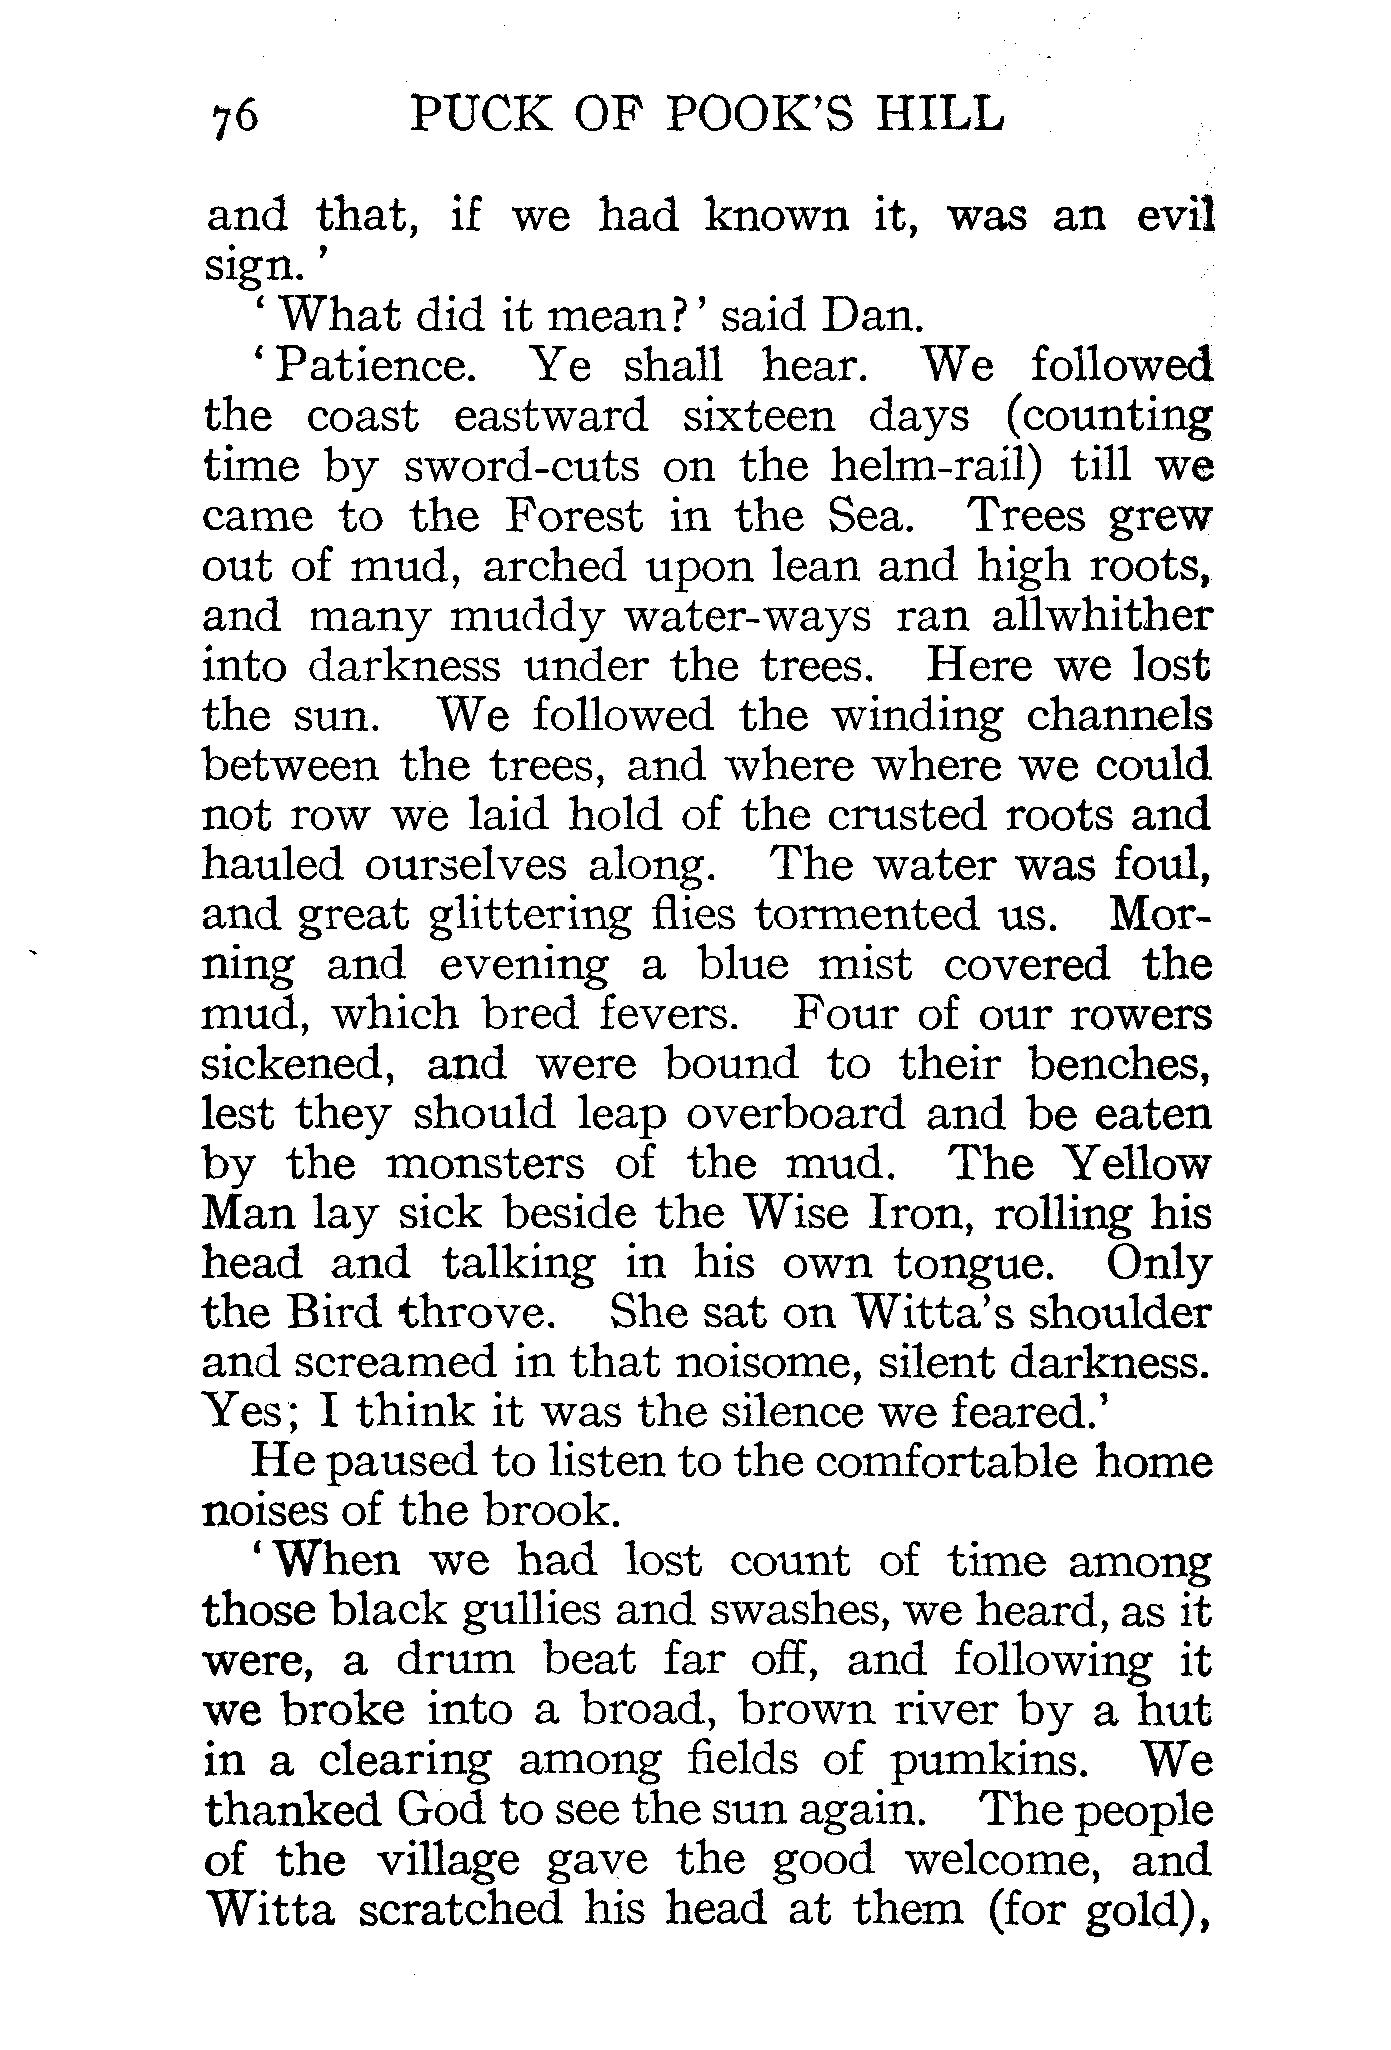 76 PUCK OF POOK'S HILL
and that, if we had known it, was an evil
sign.'
'What did it mean?' said Dan.
'Patience. Ye shall hear. We followed
the coast eastward sixteen days (counting
time by sword-cuts on the helm-rail) till we
came to the Forest in the Sea. Trees grew
out of mud, arched upon lean and high roots,
and many muddy water-ways ran allwhither
into darkness under the trees. Here we lost
the sun. We followed the winding channels
between the trees, and where where we could
not row we laid hold of the crusted roots and
hauled ourselves along. The water was foul,
and great glittering flies tormented us. Mor-
ning and evening a blue mist covered the
mud, which bred fevers. Four of our rowers
sickened, and were bound to their benches,
lest they should leap overboard and be eaten
by the monsters of the mud. The Yellow
Man lay sick beside the Wise Iron, rolling his
head and talking in his own tongue. Only
the Bird throve. She sat on Witta's shoulder
and screamed in that noisome, silent darkness.
Yes; I think it was the silence we feared.'
He paused to listen to the comfortable home
noises of the brook.
'When we had lost count of time among
those black gullies and swashes, we heard, as it
were, a drum beat far off, and following it
we broke into a broad, brown river by a hut
in a clearing among fields of pumkins. We
thanked God to see the sun again. The people
of the village gave the good welcome, and
Witta scratched his head at them (for gold),